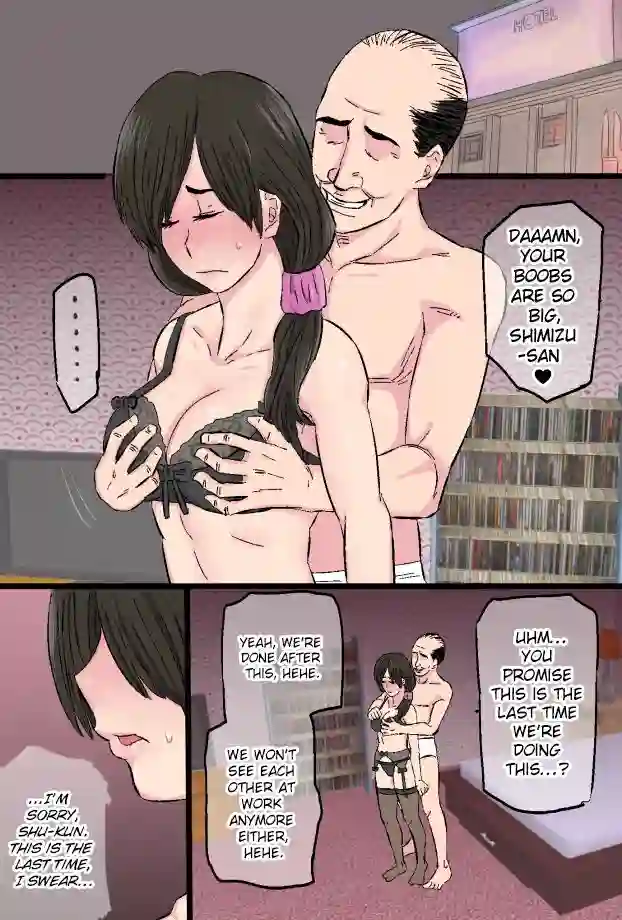 HOTEL
DAAAMN,
YOUR
BOOBS
ARE SO
BIG,
SHIMIZU
-SAN
♥
.....
UHM...
YOU
PROMISE
THIS IS THE
LAST TIME
WE'RE
DOING
THIS...?
YEAH, WE'RE
DONE AFTER
THIS, HEHE.
WE WON'T
SEE EACH
OTHER AT
WORK
ANYMORE
EITHER,
HEHE.
...I'M
SORRY,
SHU-KUN.
THIS IS THE
LAST TIME,
I SWEAR...